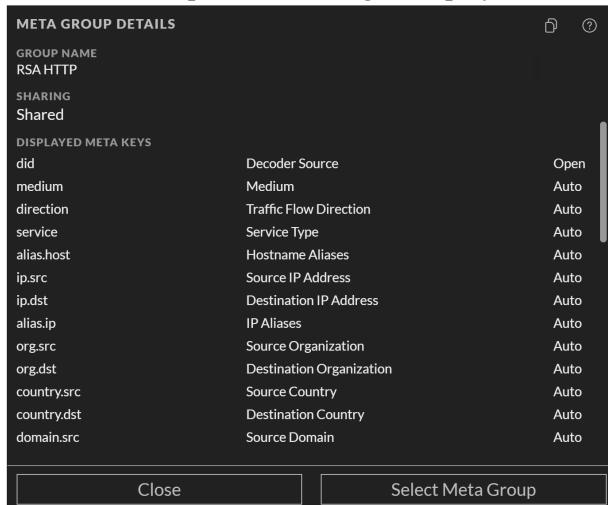 META GROUP DETAILS
GROUP NAME
RSA HTTP
SHARING
Shared
DISPLAYED META KEYS
did Decoder Source Open
medium Medium Auto
direction Traffic Flow Direction Auto
service Service Type Auto
alias.host Hostname Aliases Auto
ip.src Source IP Address Auto
ip.dst Destination IP Address Auto
alias.ip IP Aliases Auto
org.src Source Organization Auto
org.dst Destination Organization Auto
country.src Source Country Auto
country.dst Destination Country Auto
domain.src Source Domain Auto
Close Select Meta Group